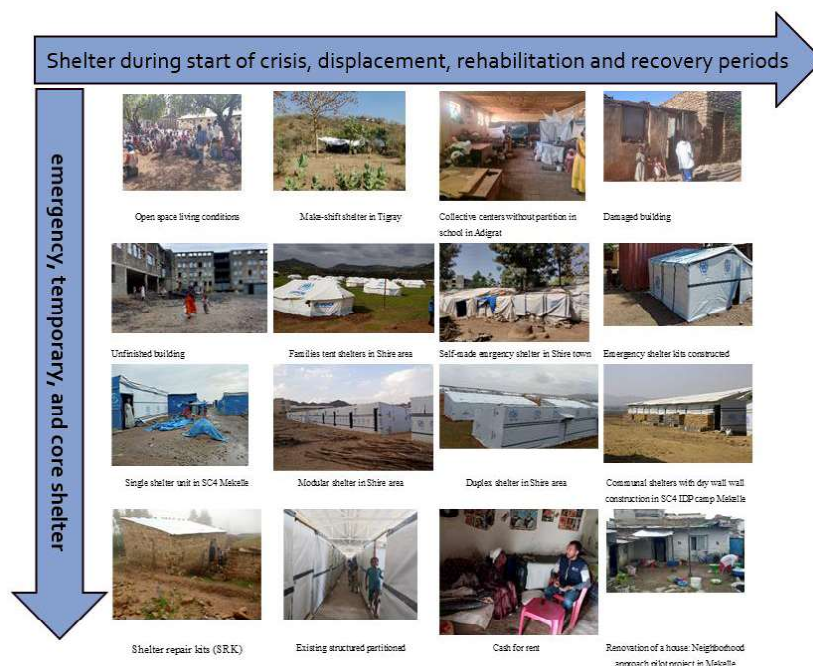 Shelter during start of crisis, displacement, rehabilitation and recovery periods
emergency, temporary, and core shelter
Open space living conditions
Make-shift shelter in Tigray
Collective centers without partition in
school in Adigrat
Damaged building
Unfinished building
Families tent shelters in Shire area
Self-made emrgency shelter in Shire town
Emergency shelter kits constructed
Single shelter unit in SC4 Mekelle
Modular shelter in Shire area
Duplex shelter in Shire area
Communal shelters with dry wall wall
construction in SC4 IDP camp Mekelle
Shelter repair kits (SRK)
Existing structured partitioned
Cash for rent
Renovation of a house: Neighborhood
approach pilot project in Mekelle